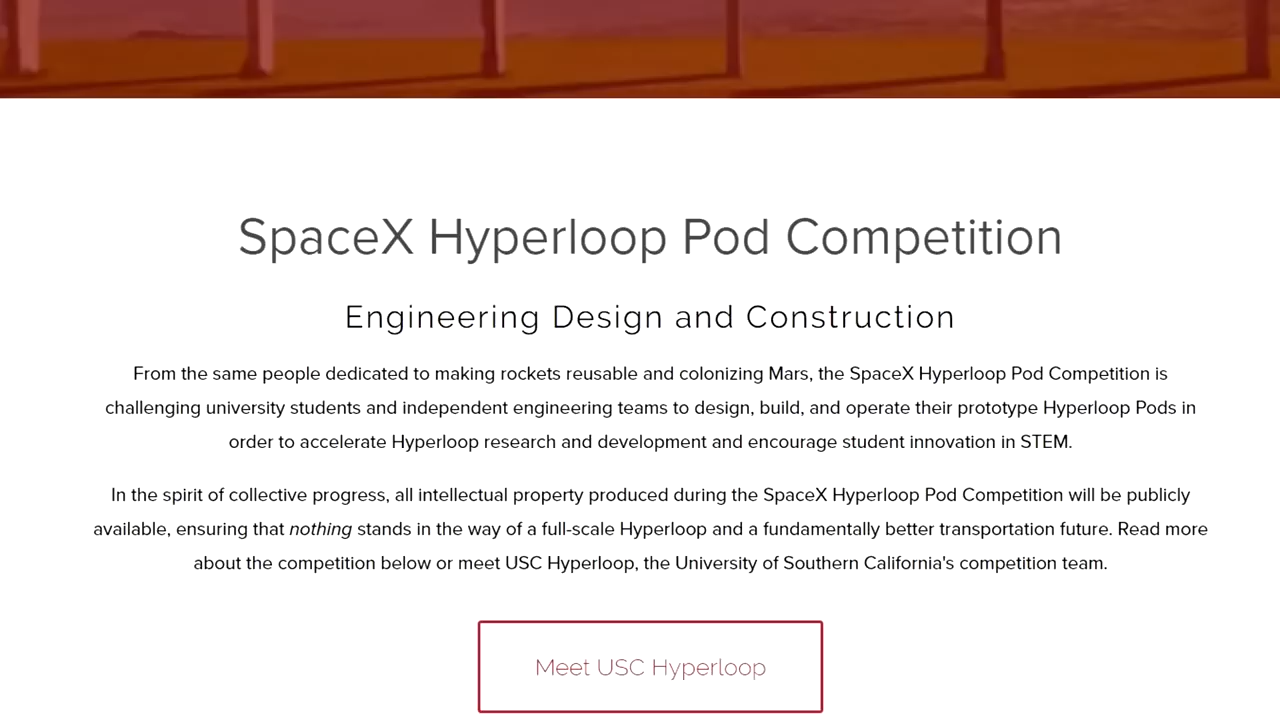 SpaceX Hyperloop Pod Competition
Engineering Design and Construction
From the same people dedicated to making rockets reusable and colonizing Mars, the SpaceX Hyperloop Pod Competition is
challenging university students and independent engineering teams to design, build, and operate their prototype Hyperloop Pods in
order to accelerate Hyperloop research and development and encourage student innovation in STEM.
In the spirit of collective progress, all intellectual property produced during the SpaceX Hyperloop Pod Competition will be publicly
available, ensuring that nothing stands in the way of a full-scale Hyperloop and a fundamentally better transportation future. Read more
about the competition below or meet USC Hyperloop, the University of Southern California's competition team.
Meet USC Hyperloop